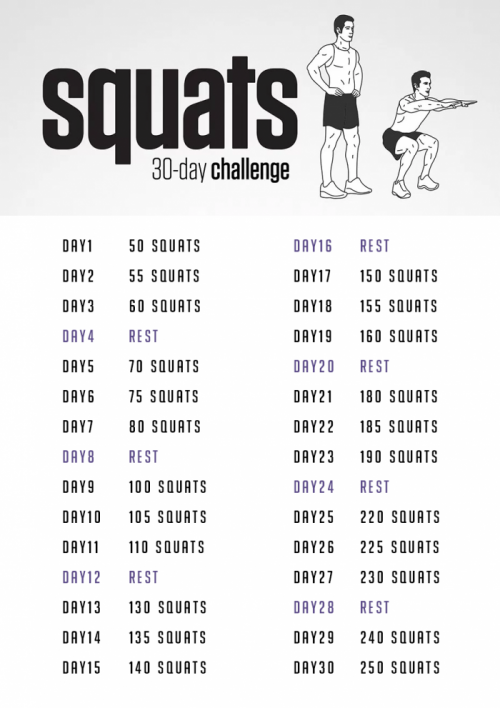 squats
30-day challenge
DAY1 50 SQUATS
DAY2 55 SQUATS
DAY3 60 SQUATS
DAY4 REST
DAY5 70 SQUATS
DAY6 75 SQUATS
DAY7 80 SQUATS
DAY8 REST
DAY9 100 SQUATS
DAY10 105 SQUATS
DAY11 110 SQUATS
DAY12 REST
DAY13 130 SQUATS
DAY14 135 SQUATS
DAY15 140 SQUATS
DAY16 REST
DAY17 150 SQUATS
DAY18 155 SQUATS
DAY19 160 SQUATS
DAY20 REST
DAY21 180 SQUATS
DAY22 185 SQUATS
DAY23 190 SQUATS
DAY24 REST
DAY25 220 SQUATS
DAY26 225 SQUATS
DAY27 230 SQUATS
DAY28 REST
DAY29 240 SQUATS
DAY30 250 SQUATS